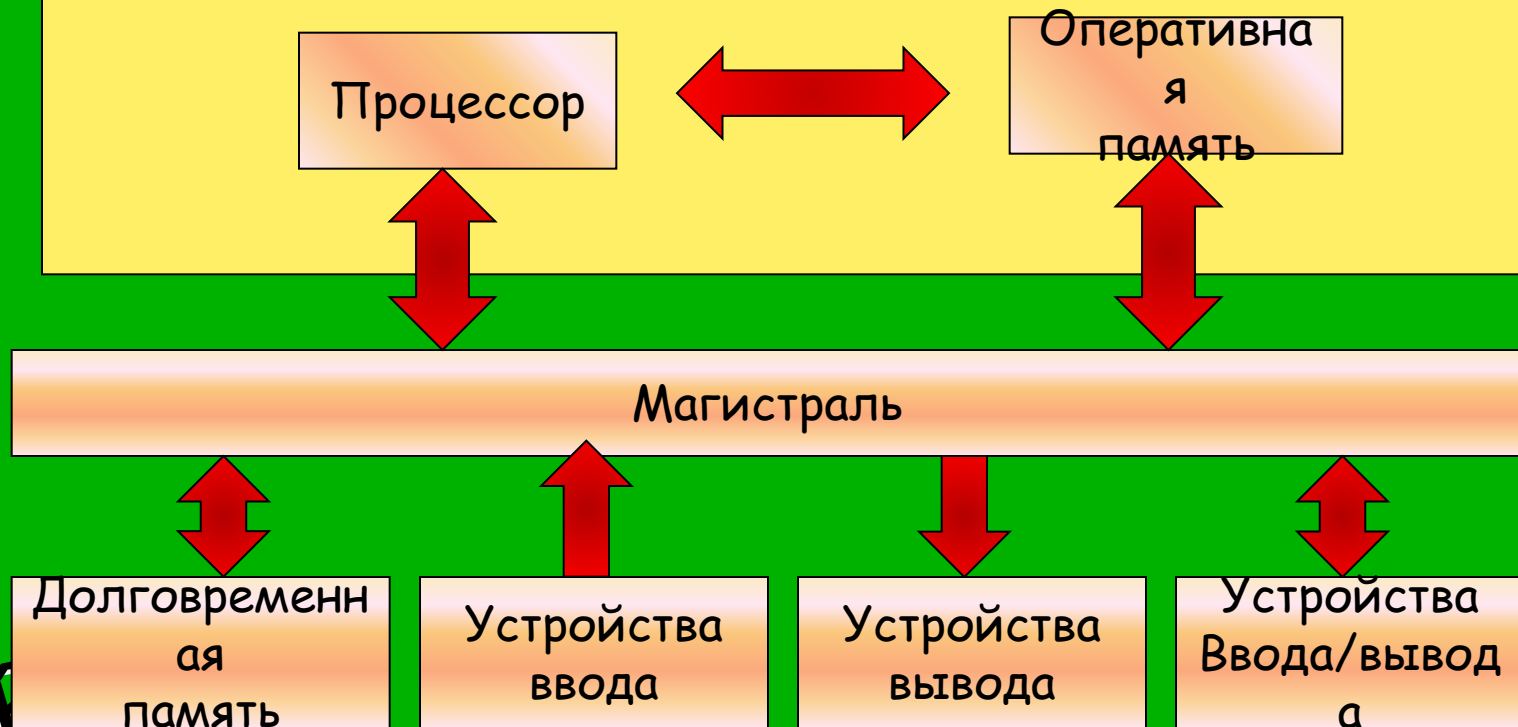 Процессор
Оперативна
я
память
Магистраль
Долговременн
ая
память
Устройства
ввода
Устройства
вывода
Устройства
Ввода/вывод
а